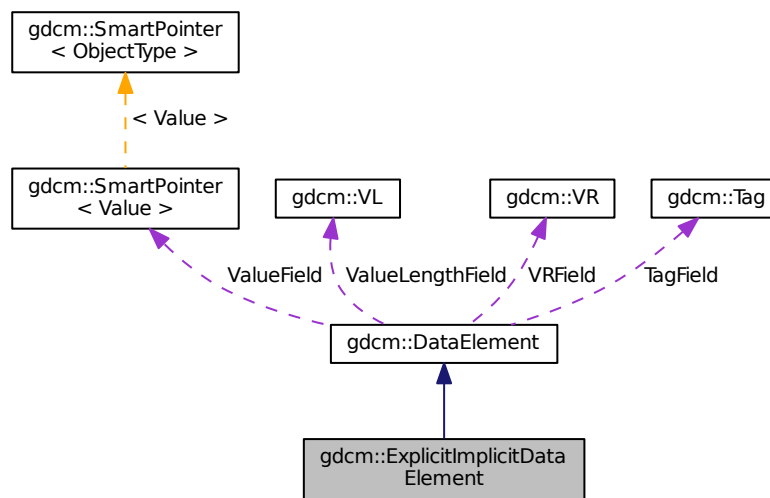 gdcm::SmartPointer
< ObjectType >
< Value >
gdcm::SmartPointer
< Value >
gdcm::VL
gdcm::VR
gdcm::Tag
ValueField
ValueLengthField
VRField
TagField
gdcm::DataElement
gdcm::ExplicitImplicitData
Element